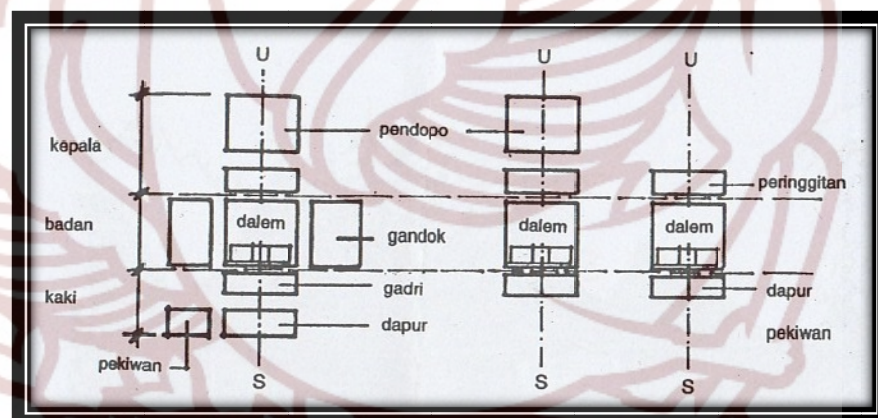 U U U
kepala pendopo
peringgitan
badan dalem gandok dalem dalem
kaki gadri dapur
dapur pekiwan
pekiwan
S S S